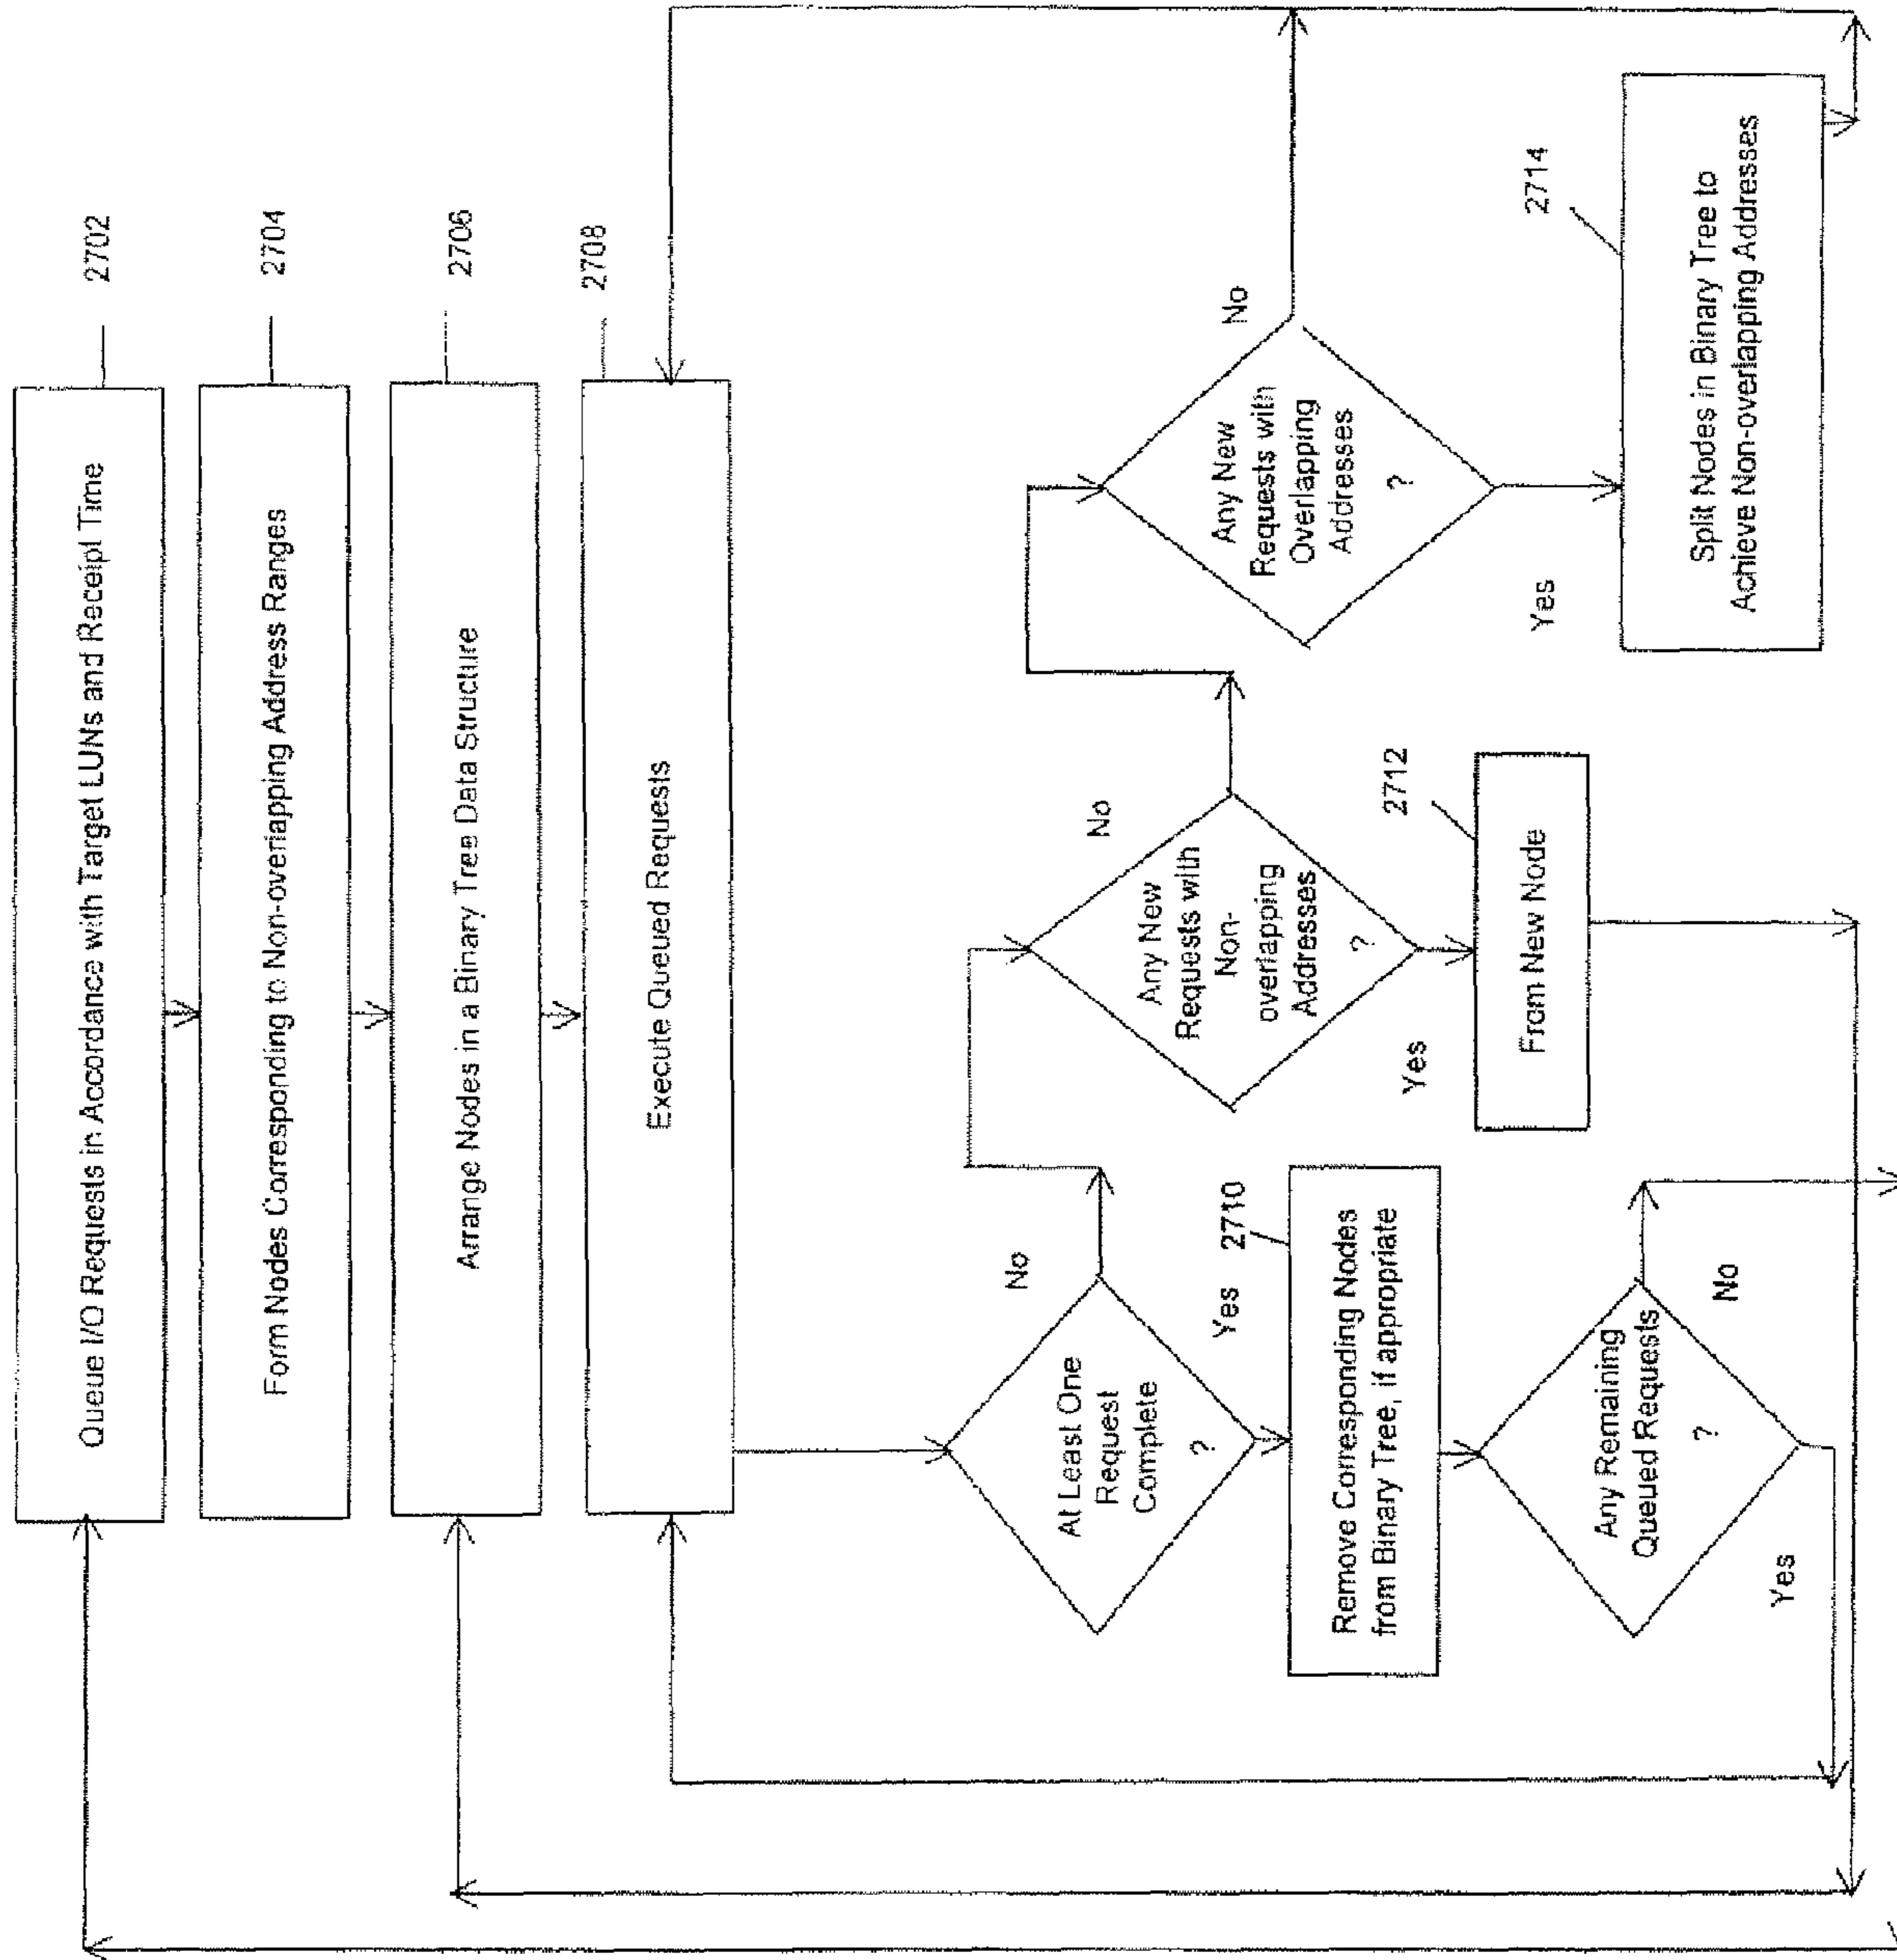 Queue I/O Requests in Accordance with Target LUNs and Receipt Time
2702
Form Nodes Corresponding to Non-overlapping Address Ranges
2704
Arrange Nodes in a Binary Tree Data Structure
2706
Execute Queued Requests
2708
At Least One
Request
Complete
?
No
Yes
2710
Remove Corresponding Nodes
from Binary Tree, if appropriate
Any Remaining
Queued Requests
?
No
Yes
Any New
Requests with
Non-
overlapping
Addresses
?
No
Yes
2712
From New Node
Any New
Requests with
Overlapping
Addresses
?
No
Yes
2714
Split Nodes in Binary Tree to
Achieve Non-overlapping Addresses